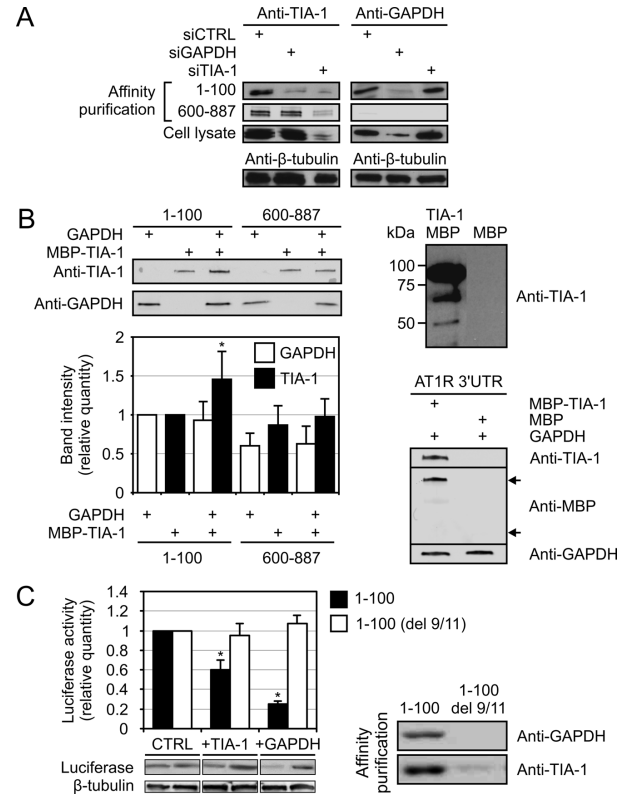 A
Anti-TIA-1 Anti-GAPDH
siCTRL + +
siGAPDH + +
siTIA-1 + +
Affinity purification
1-100
600-887
Cell lysate
Anti-β-tubulin Anti-β-tubulin
B
1-100 600-887
GAPDH + + + +
MBP-TIA-1 + + + +
Anti-TIA-1
Anti-GAPDH
Band intensity
(relative quantity)
2
1.5
1
0.5
0
*
GAPDH
TIA-1
GAPDH + + + +
MBP-TIA-1 + + + +
1-100 600-887
TIA-1
kDa MBP MBP
100
75
50
Anti-TIA-1
AT1R 3'UTR
+ MBP-TIA-1
+ MBP
+ + GAPDH
Anti-TIA-1
Anti-MBP
Anti-GAPDH
C
Luciferase activity
(relative quantity)
1.4
1.2
1
0.8
0.6
0.4
0.2
0
* *
1-100
1-100 (del 9/11)
CTRL +TIA-1 +GAPDH
Luciferase
β-tubulin
Affinity
purification
1-100
1-100
del 9/11
Anti-GAPDH
Anti-TIA-1